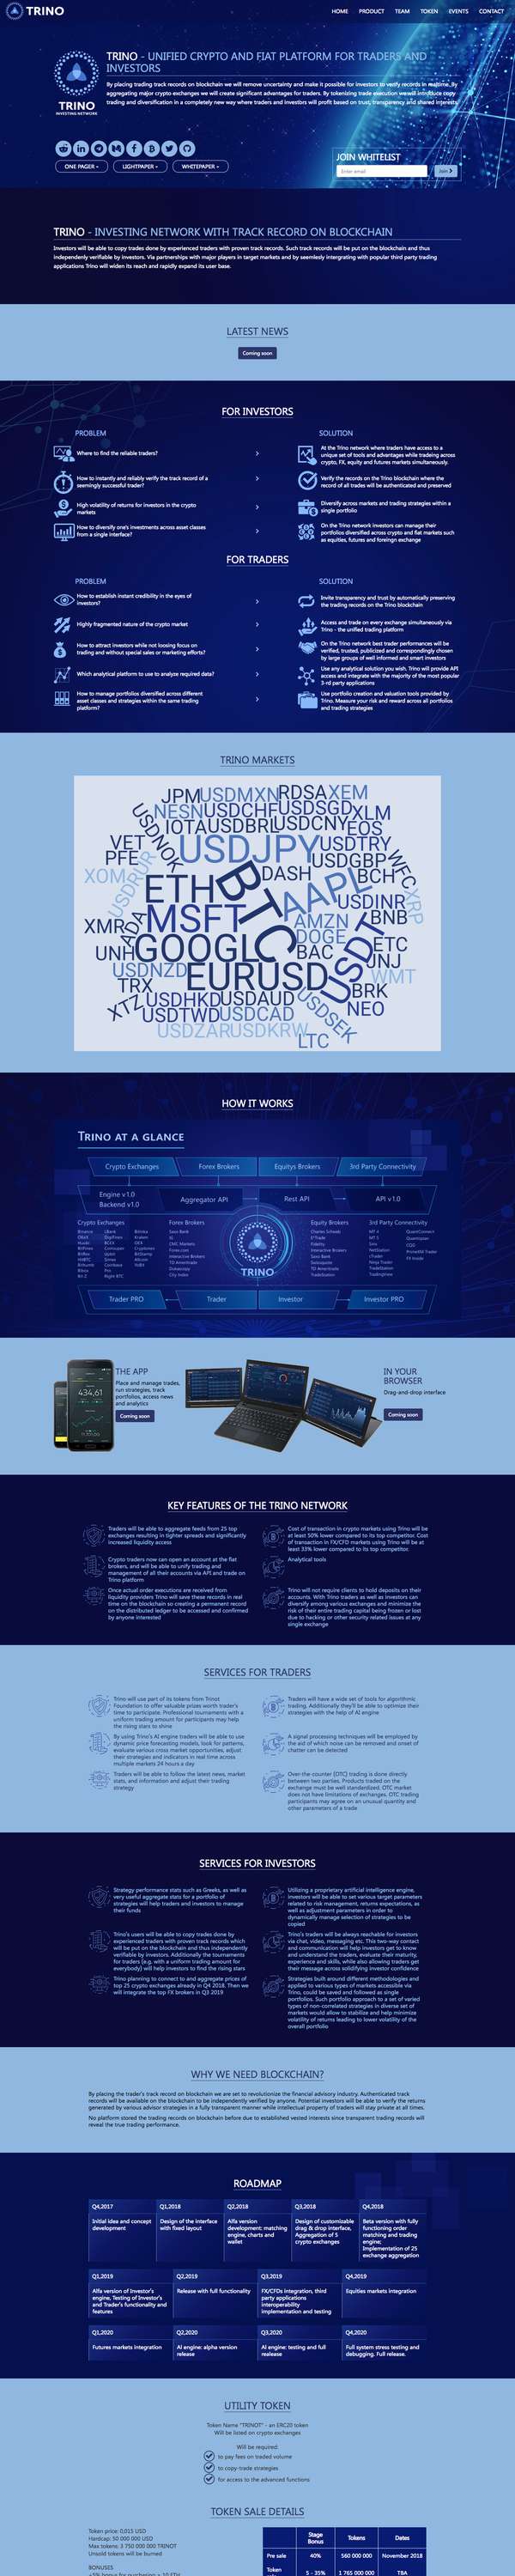 TRINO
HOME PRODUCT TEAM TOKEN EVENTS CONTACT
TRINO - UNIFIED CRYPTO AND FIAT PLATFORM FOR TRADERS AND
INVESTORS
By placing trading track records on blockchain we will remove uncertainty and make it possible for investors to verify records in realtime. By
aggregating major crypto exchanges we will create significant advantages for traders. By tokenizing trade execution we will introduce copy
trading and diversification in a completely new way where traders and investors will profit based on trust, transparency and shared interests.
TRINO
INVESTING NETWORK
ONE PAGER LIGHTPAPER WHITEPAPER
JOIN WHITELIST
Enter email
Join
TRINO - INVESTING NETWORK WITH TRACK RECORD ON BLOCKCHAIN
Investors will be able to copy trades done by experienced traders with proven track records. Such track records will be put on the blockchain and thus
independently verifiable by investors. Via partnerships with major players in target markets and by seemlessly intergrating with popular third party trading
applications Trino will widen its reach and rapidly expand its user base.
LATEST NEWS
Coming soon
FOR INVESTORS
PROBLEM
SOLUTION
Where to find the reliable traders?
At the Trino network where traders have access to a
unique set of tools and advantages while tradeing across
crypto, FX, equity and futures markets simultaneously.
How to instantly and reliably verify the track record of a
seemingly successful trader?
Verify the records on the Trino blockchain where the
record of all trades will be authenticated and preserved
High volatility of returns for investors in the crypto
markets
Diversify across markets and trading strategies within a
single portfolio
How to diversify one's investments across asset classes
from a single interface?
On the Trino network investors can manage their
portfolios diversified across crypto and fiat markets such
as equities, futures and foreingn exchange
FOR TRADERS
PROBLEM
SOLUTION
How to establish instant credibility in the eyes of
investors?
Invite transparency and trust by automatically preserving
the trading records on the Trino blockchain
Highly fragmented nature of the crypto market
Access and trade on every exchange simultaneously via
Trino - the unified trading platform
How to attract investors while not loosing focus on
trading and without special sales or marketing efforts?
On the Trino network best trader performances will be
verified, trusted, publicized and correspondingly chosen
by large groups of well informed and smart investors
Which analytical platform to use to analyze required data?
Use any analytical solution you wish. Trino will provide API
access and integrate with the majority of the most popular
3-rd party applications
How to manage portfolios diversified across different
asset classes and strategies within the same trading
platform?
Use portfolio creation and valuation tools provided by
Trino. Measure your risk and reward across all portfolios
and trading strategies
TRINO MARKETS
JPM USDMXN RDSA XEM
NESN USDCHF USDSGD XLM
USDNOK IOTA USDBRL USDCNY EOS
VET USDJPY USDTRY
PFE USDGBP WFC
XOM USDRUR ETH BTC DASH AAPL BCH XRP
USDINR
XMR ADA MSFT AMZN USDT BNB
DOGE
UNH GOOGL BAC ETC
JNJ
USDNZD EURUSD WMT
TRX BRK
XTZ USDHKD USDAUD USDSEK NEO
USDTWD USDCAD
USDZAR USDKRW LTC
HOW IT WORKS
TRINO AT A GLANCE
Crypto Exchanges Forex Brokers Equitys Brokers 3rd Party Connectivity
Engine v1.0
Backend v1.0
Aggregator API Rest API API v1.0
Crypto Exchanges Forex Brokers Equity Brokers 3rd Party Connectivity
TRINO
Trader PRO Trader Investor Investor PRO
THE APP
Place and manage trades,
run strategies, track
portfolios, access news
and analytics
Coming soon
434,61
IN YOUR
BROWSER
Drag-and-drop interface
Coming soon
KEY FEATURES OF THE TRINO NETWORK
Traders will be able to aggregate feeds from 25 top
exchanges resulting in tighter spreads and significantly
increased liquidity access
Cost of transaction in crypto markets using Trino will be
at least 50% lower compared to its top competitor. Cost
of transaction in FX/CFD markets using Trino will be at
least 33% lower compared to its top competitor.
Crypto traders now can open an account at the fiat
brokers, and will be able to unify trading and
management of all their accounts via API and trade on
Trino platform
Analytical tools
Once actual order executions are received from
liquidity providers Trino will save these records in real
time on the blockchain so creating a permanent record
on the distributed ledger to be accessed and confirmed
by anyone interested
Trino will not require clients to hold deposits on their
accounts. With Trino traders as well as investors can
diversify among various exchanges and minimize the
risk of their entire trading capital being frozen or lost
due to hacking or other security related issues at any
single exchange
SERVICES FOR TRADERS
Trino will use part of its tokens from Trinot
Foundation to offer valuable prizes worth trader's
time to participate. Professional tournaments with a
uniform trading amount for participants may help
the rising stars to shine
Traders will have a wide set of tools for algorithmic
trading. Additionally they'll be able to optimize their
strategies with the help of AI engine
By using Trino's AI engine traders will be able to use
dynamic price forecasting models, look for patterns,
evaluate various cross market opportunities, adjust
their strategies and indicators in real time across
multiple markets 24 hours a day
A signal processing techniques will be employed by
the aid of which noise can be removed and onset of
chatter can be detected
Traders will be able to follow the latest news, market
stats, and information and adjust their trading
strategy
Over-the-counter (OTC) trading is done directly
between two parties. Products traded on the
exchange must be well standardized. OTC market
does not have limitations of exchanges. OTC trading
participants may agree on an unusual quantity and
other parameters of a trade
SERVICES FOR INVESTORS
Strategy performance stats such as Greeks, as well as
very useful aggregate stats for a portfolio of
strategies will help traders and investors to manage
their funds
Utilizing a proprietary artificial intelligence engine,
investors will be able to set various target parameters
related to risk management, returns expectations, as
well as adjustment parameters in order to
dynamically manage selection of strategies to be
copied
Trino's users will be able to copy trades done by
experienced traders with proven track records which
will be put on the blockchain and thus independently
verifiable by investors. Additionally the tournaments
for traders (e.g. with a uniform trading amount for
everybody) will help investors to find the rising stars
Trino's traders will be always reachable for investors
via chat, video, messaging etc. This two-way contact
and communication will help investors get to know
and understand the traders, evaluate their maturity,
experience and skills, while also allowing traders get
their message across solidifying investor confidence
Trino planning to connect to and aggregate prices of
top 25 crypto exchanges already in Q4 2018. Then we
will integrate the top FX brokers in Q3 2019
Strategies built around different methodologies and
applied to various types of markets accessible via
Trino, could be saved and followed as single
portfolios. Such portfolio approach to a set of varied
types of non-correlated strategies in diverse set of
markets would allow to stabilize and help minimize
volatility of returns leading to lower volatility of the
overall portfolio
WHY WE NEED BLOCKCHAIN?
By placing the trader's track record on blockchain we are set to revolutionize the financial advisory industry. Authenticated track
records will be available on the blockchain to be independently verified by anyone. Potential investors will be able to verify the returns
generated by various advisor strategies in a fully transparent manner while intellectual property of traders will stay private at all times.
No platform stored the trading records on blockchain before due to established vested interests since transparent trading records will
reveal the true trading performance.
ROADMAP
Q4,2017 Q1,2018 Q2,2018 Q3,2018 Q4,2018
Initial idea and concept
development
Design of the interface
with fixed layout
Alfa version
development: matching
engine, charts and
wallet
Design of customizable
drag & drop interface,
Aggregation of 5
crypto exchanges
Beta version with fully
functioning order
matching and trading
engine;
Implementation of 25
exchange aggregation
Q1,2019 Q2,2019 Q3,2019 Q4,2019
Alfa version of Investor's
engine, Testing of Investor's
and Trader's functionality and
features
Release with full functionality
FX/CFDs integration, third
party applications
interoperability
implementation and testing
Equities markets integration
Q1,2020 Q2,2020 Q3,2020 Q4,2020
Futures markets integration
AI engine: alpha version
release
AI engine: testing and full
realease
Full system stress testing and
debugging. Full release.
UTILITY TOKEN
Token Name "TRINOT" - an ERC20 token
Will be listed on crypto exchanges
Will be required:
to pay fees on traded volume
to copy-trade strategies
for access to the advanced functions
TOKEN SALE DETAILS
Token price: 0,015 USD
Hardcap: 50 000 000 USD
Max tokens: 3 750 000 000 TRINOT
Unsold tokens will be burned
BONUSES
Stage
Bonus Tokens Dates
Pre sale 40% 560 000 000 November 2018
Token
5 - 35% 1 765 000 000 TBA